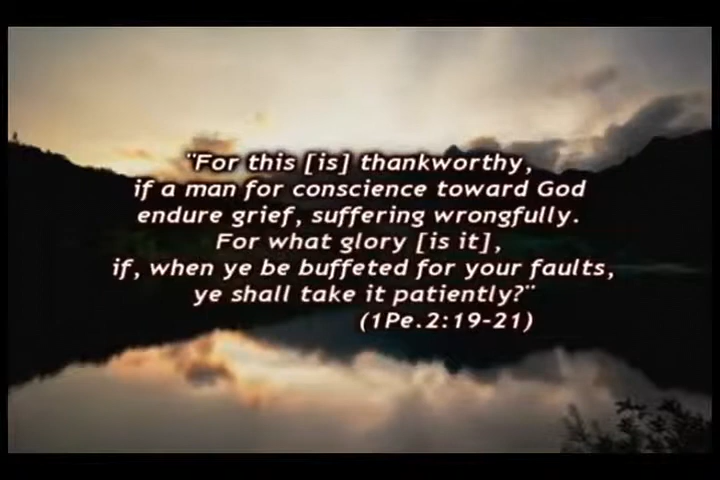 "For this [is] thankworthy,
if a man for conscience toward God
endure grief, suffering wrongfully.
For what glory [is it],
if, when ye be buffeted for your faults,
ye shall take it patiently?"
(1Pe.2:19-21)